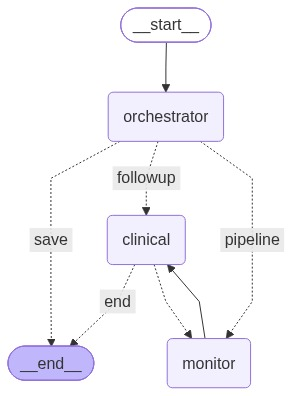 __start__
orchestrator
followup
save
clinical
pipeline
end
__end__
monitor